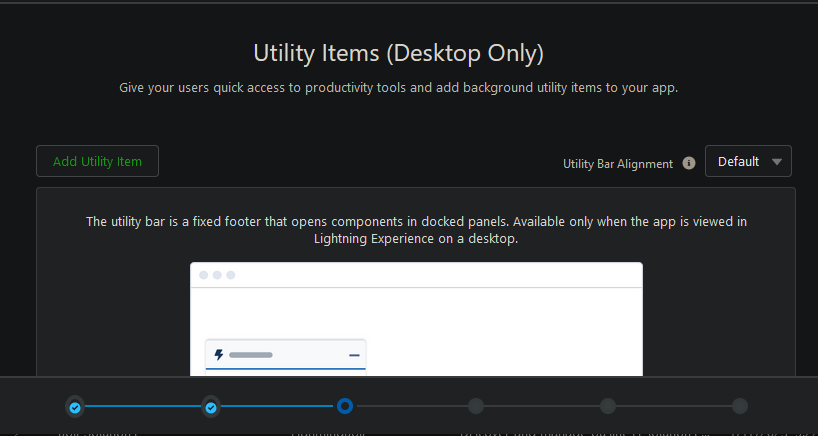 Utility Items (Desktop Only)
Give your users quick access to productivity tools and add background utility items to your app.
Add Utility Item
Utility Bar Alignment
Default
The utility bar is a fixed footer that opens components in docked panels. Available only when the app is viewed in
Lightning Experience on a desktop.